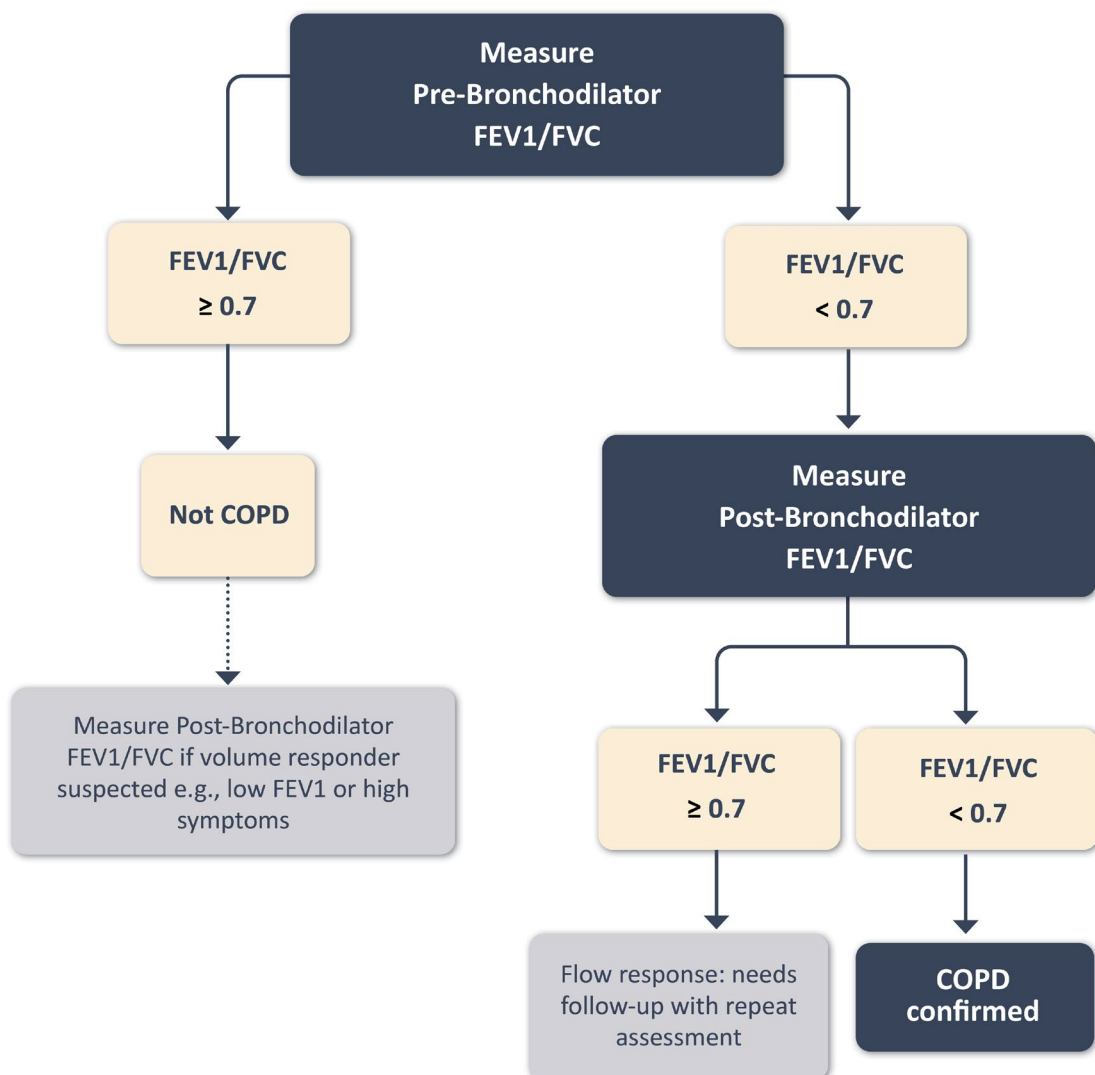 Measure
Pre-Bronchodilator
FEV1/FVC
FEV1/FVC
≥ 0.7
FEV1/FVC
< 0.7
Not COPD
Measure
Post-Bronchodilator
FEV1/FVC
Measure Post-Bronchodilator
FEV1/FVC if volume responder
suspected e.g., low FEV1 or high
symptoms
FEV1/FVC
≥ 0.7
FEV1/FVC
< 0.7
Flow response: needs
follow-up with repeat
assessment
COPD
confirmed